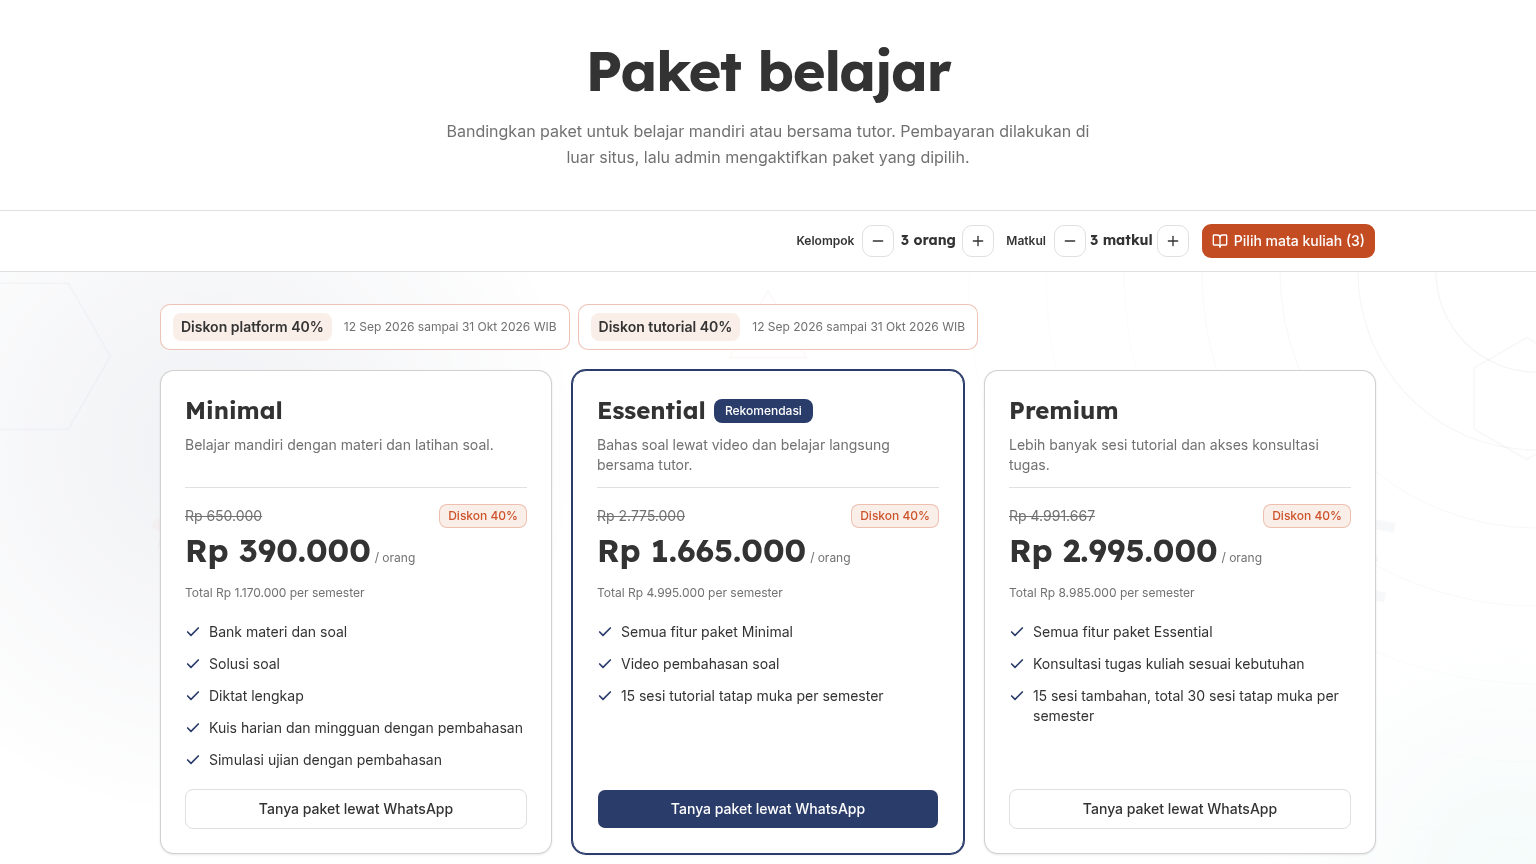 Paket belajar
Bandingkan paket untuk belajar mandiri atau bersama tutor. Pembayaran dilakukan di
luar situs, lalu admin mengaktifkan paket yang dipilih.
Kelompok − 3 orang + Matkul − 3 matkul + Pilih mata kuliah (3)
Diskon platform 40% 12 Sep 2026 sampai 31 Okt 2026 WIB
Diskon tutorial 40% 12 Sep 2026 sampai 31 Okt 2026 WIB
Minimal
Belajar mandiri dengan materi dan latihan soal.
Rp 650.000 Diskon 40%
Rp 390.000 / orang
Total Rp 1.170.000 per semester
Bank materi dan soal
Solusi soal
Diktat lengkap
Kuis harian dan mingguan dengan pembahasan
Simulasi ujian dengan pembahasan
Tanya paket lewat WhatsApp
Essential Rekomendasi
Bahas soal lewat video dan belajar langsung
bersama tutor.
Rp 2.775.000 Diskon 40%
Rp 1.665.000 / orang
Total Rp 4.995.000 per semester
Semua fitur paket Minimal
Video pembahasan soal
15 sesi tutorial tatap muka per semester
Tanya paket lewat WhatsApp
Premium
Lebih banyak sesi tutorial dan akses konsultasi
tugas.
Rp 4.991.667 Diskon 40%
Rp 2.995.000 / orang
Total Rp 8.985.000 per semester
Semua fitur paket Essential
Konsultasi tugas kuliah sesuai kebutuhan
15 sesi tambahan, total 30 sesi tatap muka per
semester
Tanya paket lewat WhatsApp